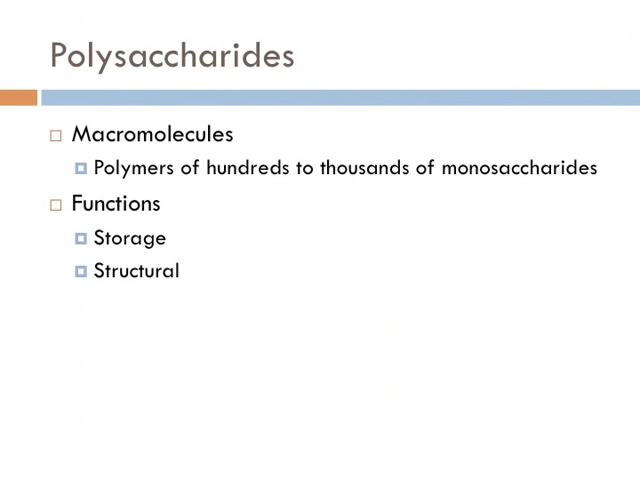 Polysaccharides
Macromolecules
Polymers of hundreds to thousands of monosaccharides
Functions
Storage
Structural